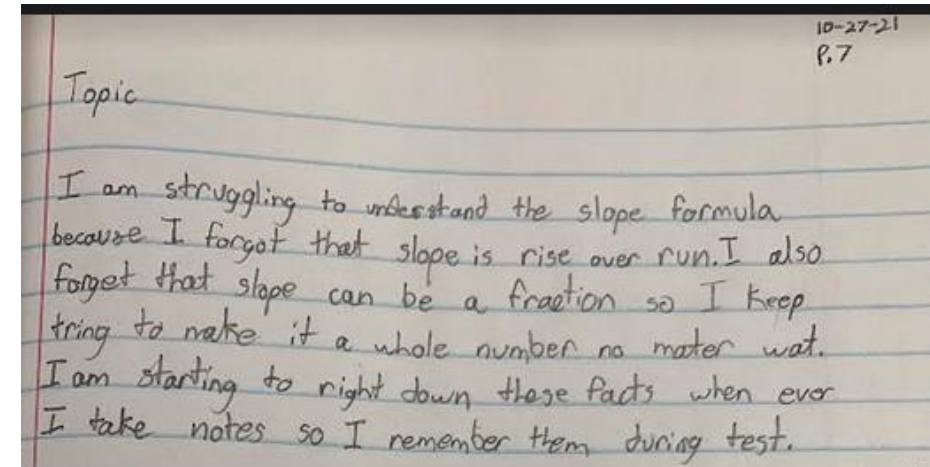 10-27-21
P.7
Topic
I am struggling to understand the slope formula
because I forgot that slope is rise over run. I also
forget that slope can be a fraction so I keep
tring to make it a whole number no mater wat.
I am starting to right down these facts when ever
I take notes so I remember them during test.